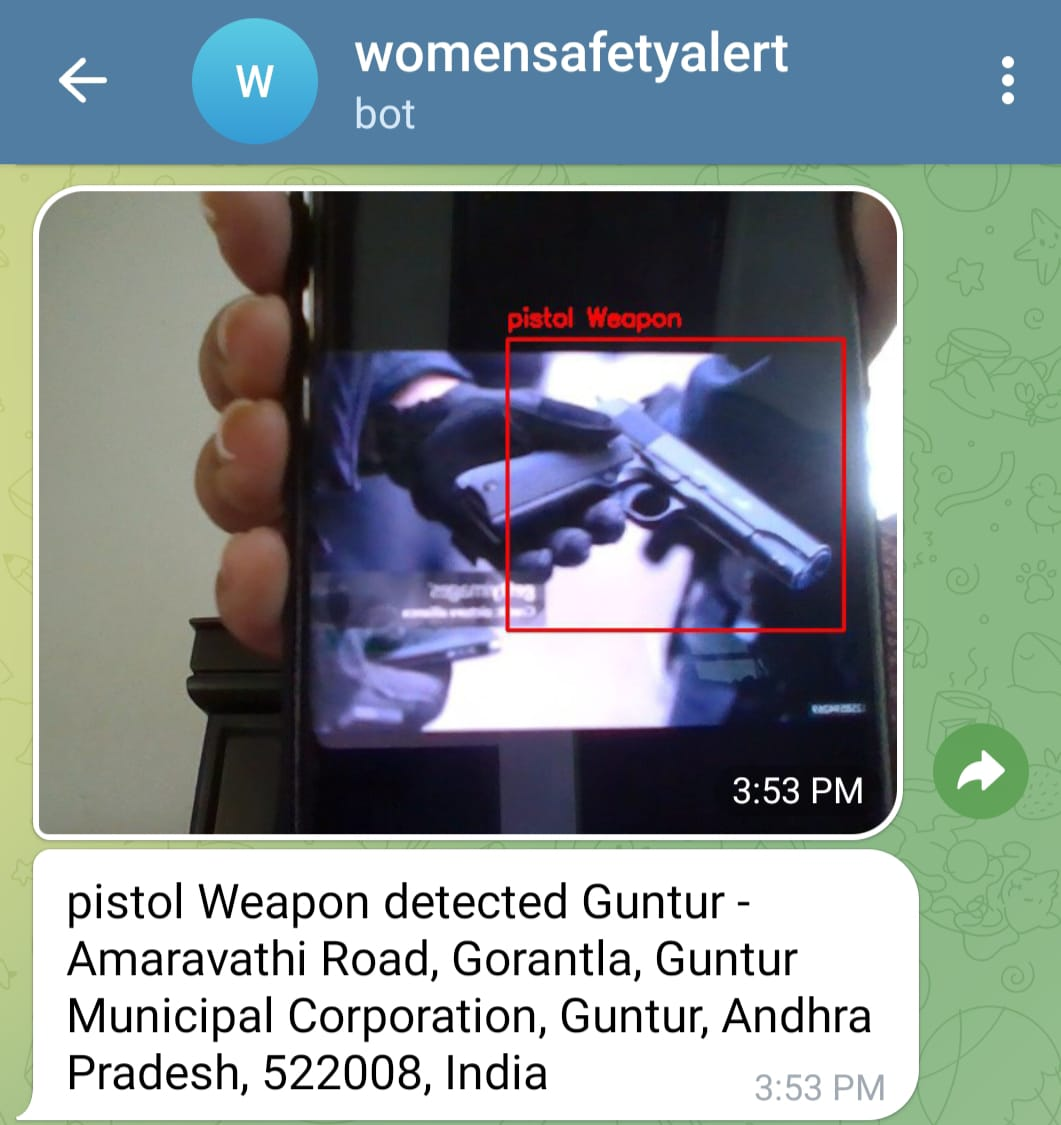 W
womensafetyalert
bot
pistol Weapon
3:53 PM
pistol Weapon detected Guntur -
Amaravathi Road, Gorantla, Guntur
Municipal Corporation, Guntur, Andhra
Pradesh, 522008, India
3:53 PM